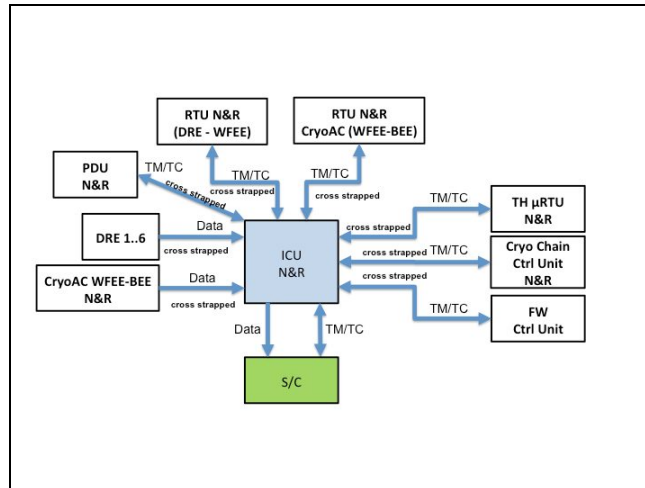 RTU N&R
(DRE - WFEE)
RTU N&R
CryoAC (WFEE-BEE)
PDU
N&R
TM/TC
cross strapped
TM/TC
cross strapped
TM/TC
cross strapped
DRE 1..6
Data
cross strapped
CryoAC WFEE-BEE
N&R
Data
cross strapped
ICU
N&R
TM/TC
cross strapped
TH µRTU
N&R
TM/TC
cross strapped
Cryo Chain
Ctrl Unit
N&R
cross strapped
TM/TC
FW
Ctrl Unit
Data
TM/TC
S/C